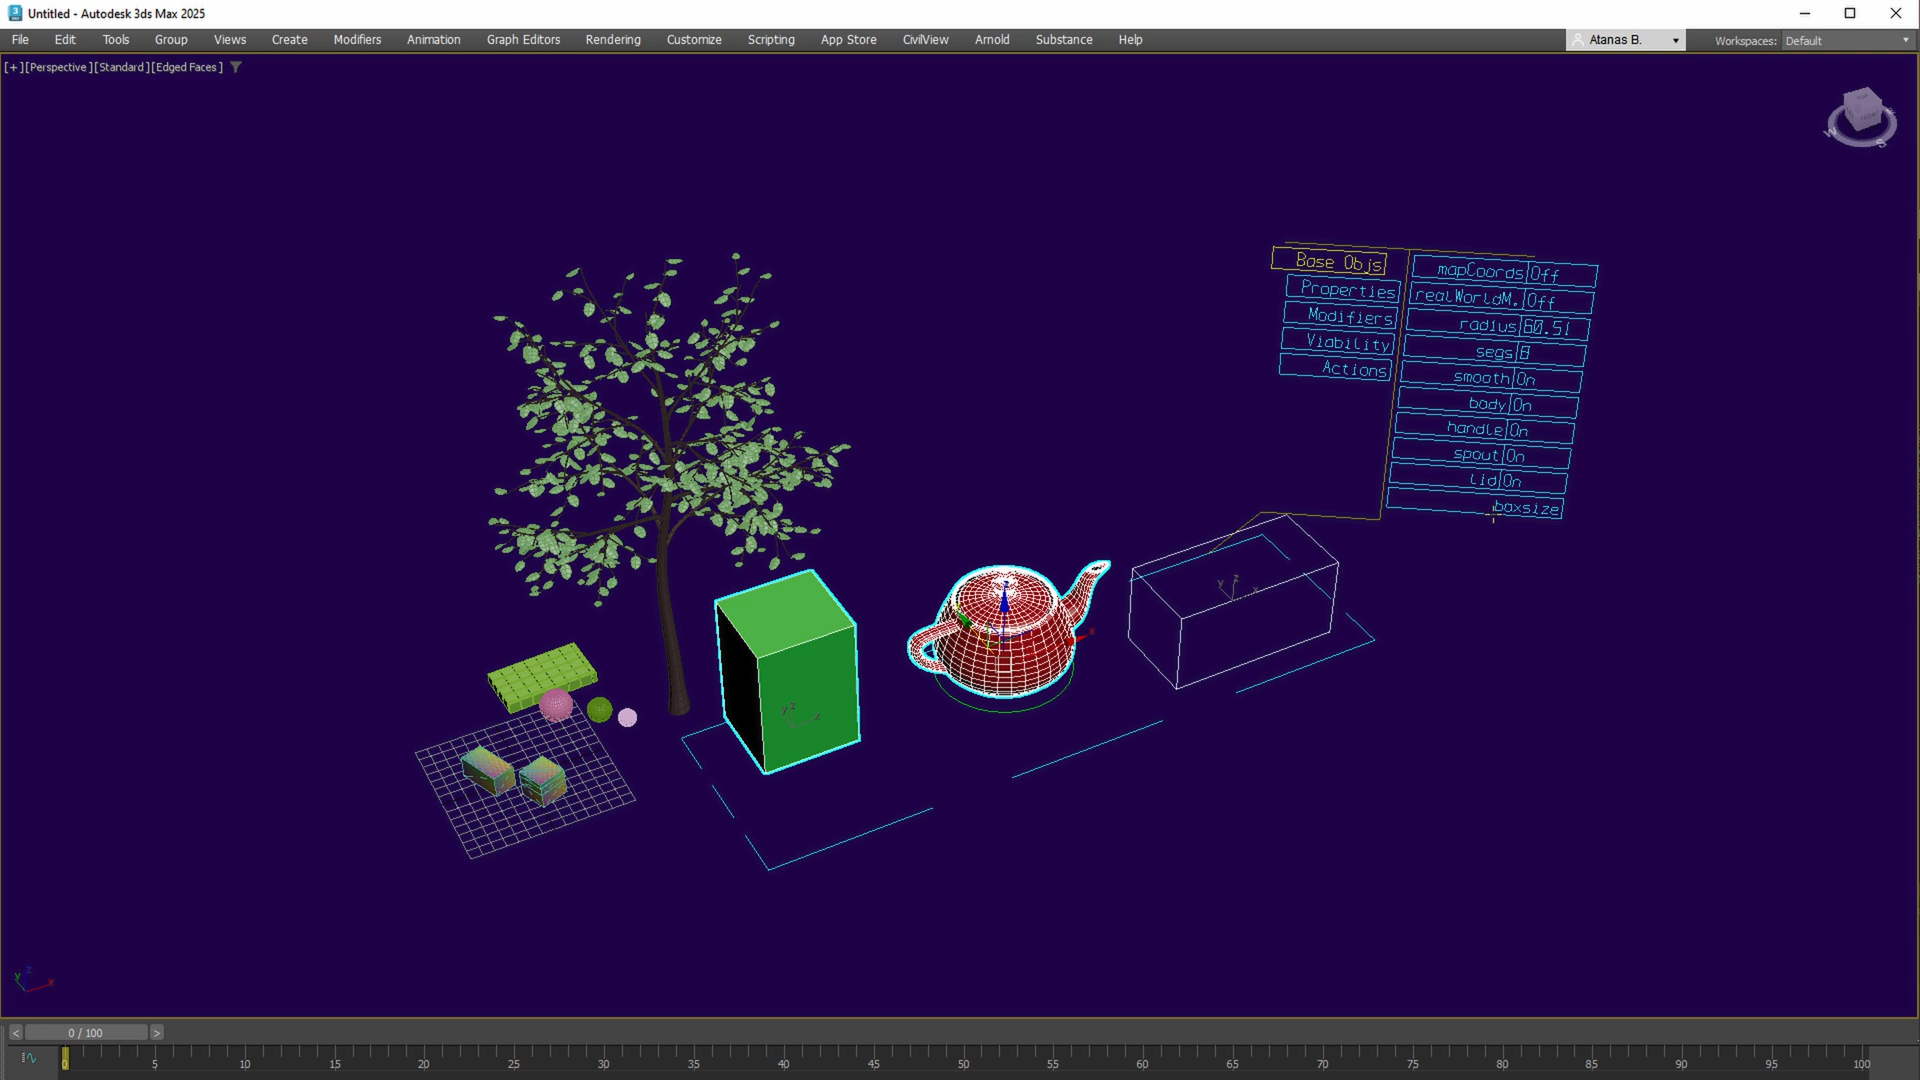 Untitled - Autodesk 3ds Max 2025
File Edit Tools Group Views Create Modifiers Animation Graph Editors Rendering Customize Scripting App Store CivilView Arnold Substance Help Atanas B. Workspaces: Default
[+] [Perspective ] [Standard ] [Edged Faces ]
Base Objs
Properties
Modifiers
Viability
Actions
mapCoords Off
realWorldM. Off
radius 60.51
segs 8
smooth On
body On
handle On
spout On
lid On
boxsize
y z x
y z x
z x
W S
y z x
< 0 / 100 >
0 5 10 15 20 25 30 35 40 45 50 55 60 65 70 75 80 85 90 95 100